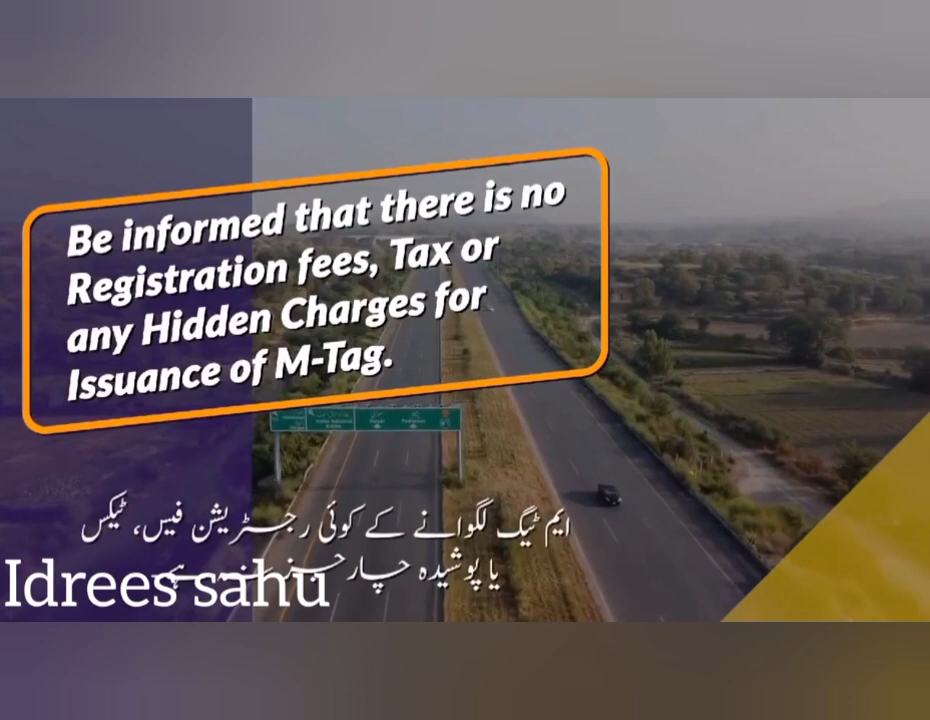 Be informed that there is no
Registration fees, Tax or
any Hidden Charges for
Issuance of M-Tag.
ایم ٹیگ لگوانے کے کوئی رجسٹریشن فیس، ٹیکس
یا پوشیدہ چارجز
Idrees sahu